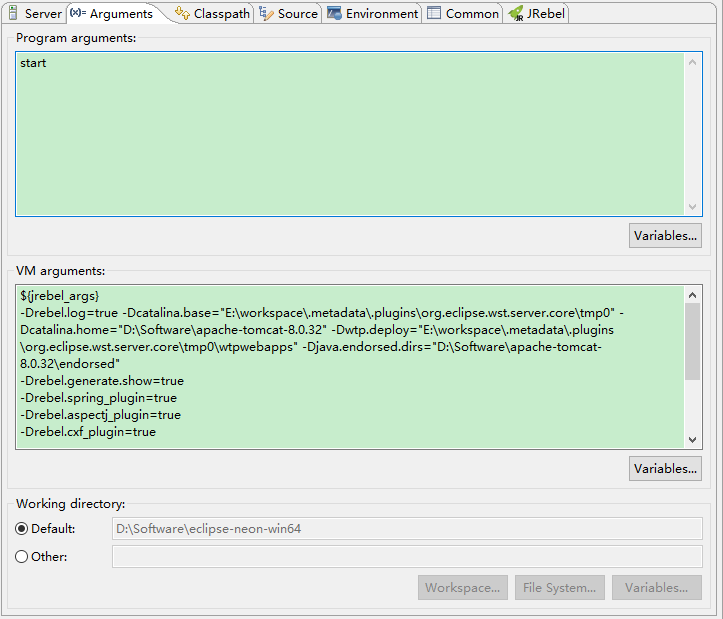 Server (x)= Arguments Classpath Source Environment Common JRebel
Program arguments:
start
Variables...
VM arguments:
${jrebel_args}
-Drebel.log=true -Dcatalina.base="E:\workspace\.metadata\.plugins\org.eclipse.wst.server.core\tmp0" -
Dcatalina.home="D:\Software\apache-tomcat-8.0.32" -Dwtp.deploy="E:\workspace\.metadata\.plugins
\org.eclipse.wst.server.core\tmp0\wtpwebapps" -Djava.endorsed.dirs="D:\Software\apache-tomcat-
8.0.32\endorsed"
-Drebel.generate.show=true
-Drebel.spring_plugin=true
-Drebel.aspectj_plugin=true
-Drebel.cxf_plugin=true
Variables...
Working directory:
Default: D:\Software\eclipse-neon-win64
Other:
Workspace... File System... Variables...